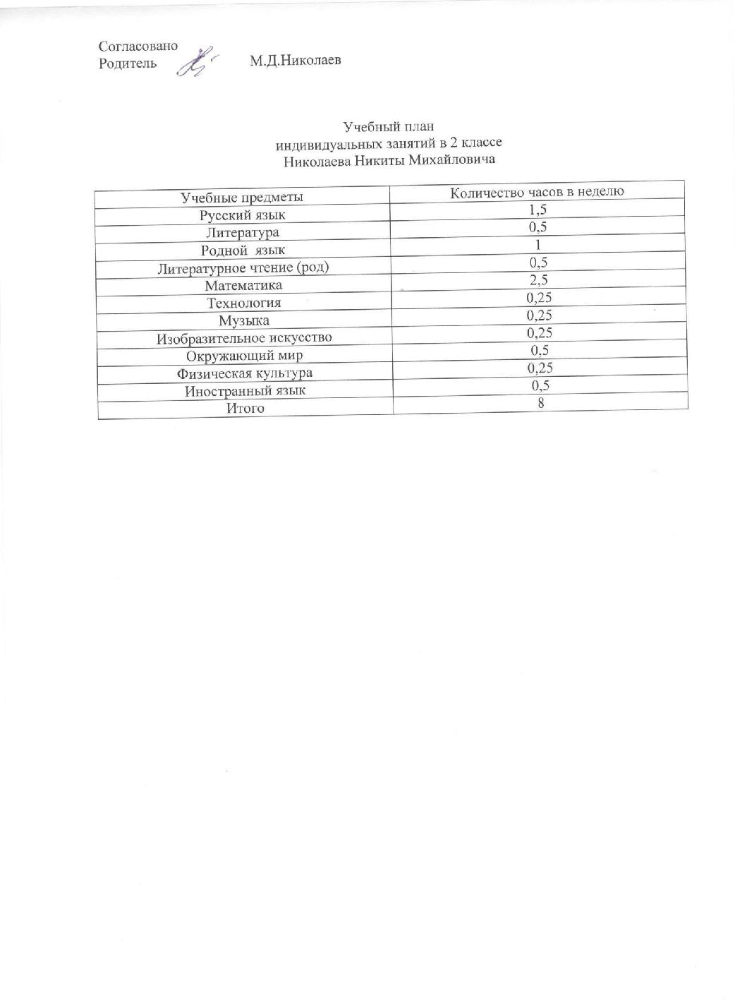 Согласовано
Родитель М.Д.Николаев
Учебный план
индивидуальных занятий в 2 классе
Николаева Никиты Михайловича
Учебные предметы Количество часов в неделю
Русский язык 1,5
Литература 0,5
Родной язык 1
Литературное чтение (род) 0,5
Математика 2,5
Технология 0,25
Музыка 0,25
Изобразительное искусство 0,25
Окружающий мир 0,5
Физическая культура 0,25
Иностранный язык 0,5
Итого 8